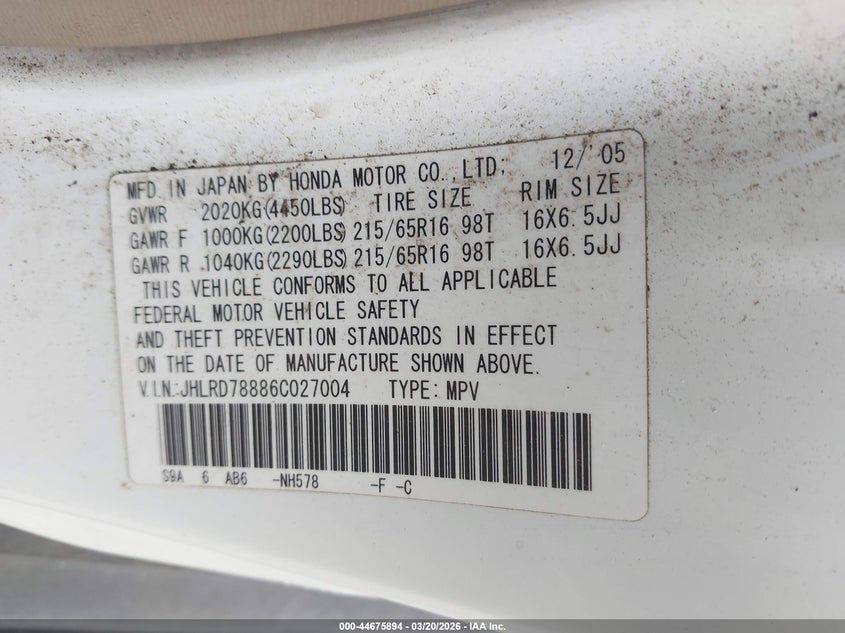 MFD. IN JAPAN BY HONDA MOTOR CO., LTD; 12/'05
GVWR 2020KG(4450LBS) TIRE SIZE RIM SIZE
GAWR F 1000KG(2200LBS) 215/65R16 98T 16X6.5JJ
GAWR R 1040KG(2290LBS) 215/65R16 98T 16X6.5JJ
THIS VEHICLE CONFORMS TO ALL APPLICABLE
FEDERAL MOTOR VEHICLE SAFETY
AND THEFT PREVENTION STANDARDS IN EFFECT
ON THE DATE OF MANUFACTURE SHOWN ABOVE.
V.I.N.:JHLRD78886C027004 TYPE: MPV
S9A 6 AB6 -NH578 -F -C
000-44675894 | 03/20/2026 - IAA Inc.